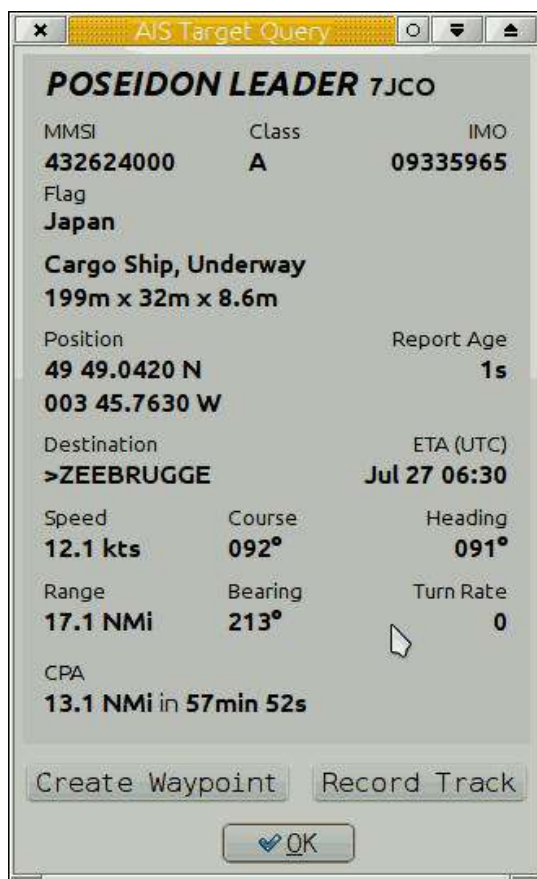 AIS Target Query
POSEIDON LEADER 7JCO
MMSI Class IMO
432624000 A 09335965
Flag
Japan
Cargo Ship, Underway
199m x 32m x 8.6m
Position Report Age
49 49.0420 N 1s
003 45.7630 W
Destination ETA (UTC)
>ZEEBRUGGE Jul 27 06:30
Speed Course Heading
12.1 kts 092° 091°
Range Bearing Turn Rate
17.1 NMi 213° 0
CPA
13.1 NMi in 57min 52s
Create Waypoint Record Track
OK